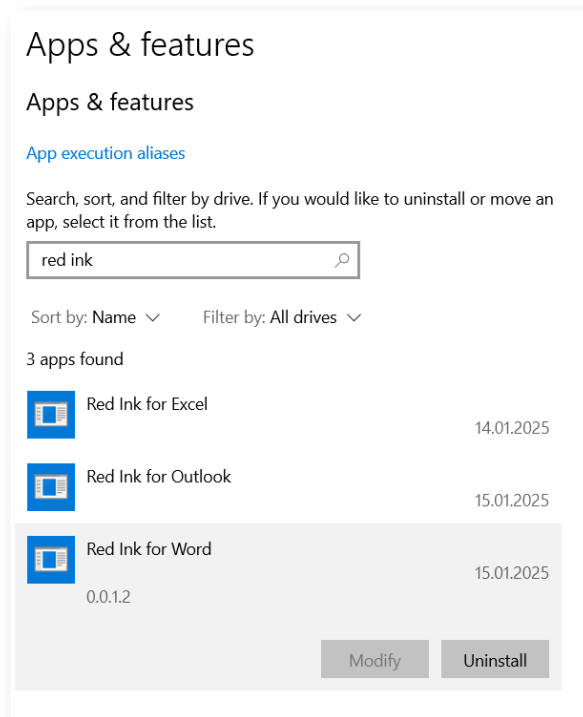 Apps & features
Apps & features
App execution aliases
Search, sort, and filter by drive. If you would like to uninstall or move an
app, select it from the list.
red ink
Sort by: Name Filter by: All drives
3 apps found
Red Ink for Excel
14.01.2025
Red Ink for Outlook
15.01.2025
Red Ink for Word
15.01.2025
0.0.1.2
Modify Uninstall